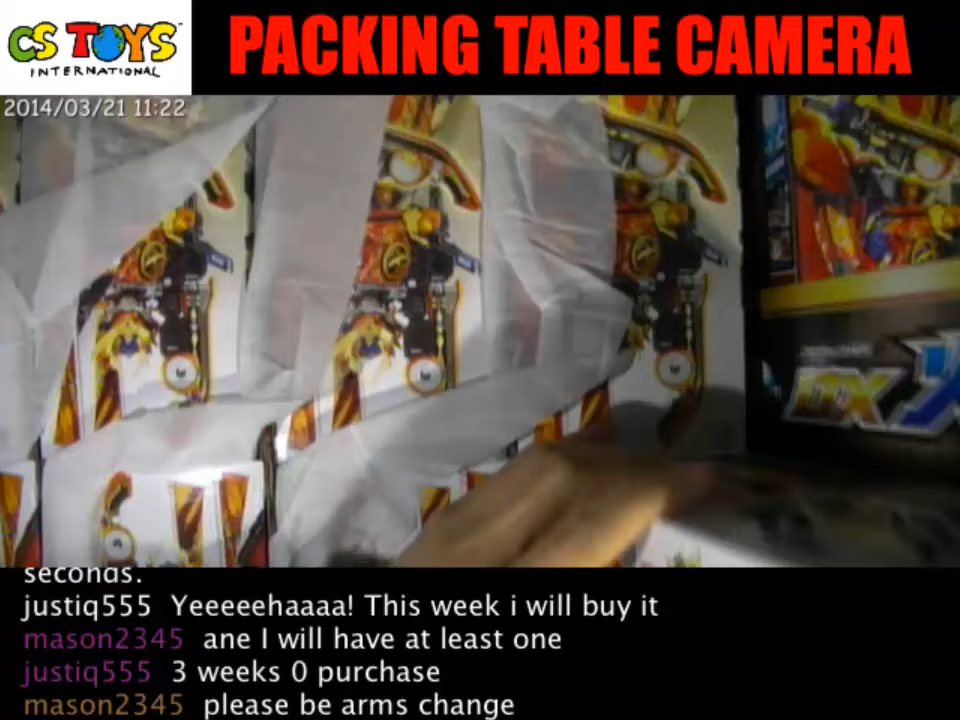 CS TOYS
INTERNATIONAL
PACKING TABLE CAMERA
2014/03/21 11:22
DX
seconds.
justiq555 Yeeeeehaaaa! This week i will buy it
mason2345 ane I will have at least one
justiq555 3 weeks 0 purchase
mason2345 please be arms change